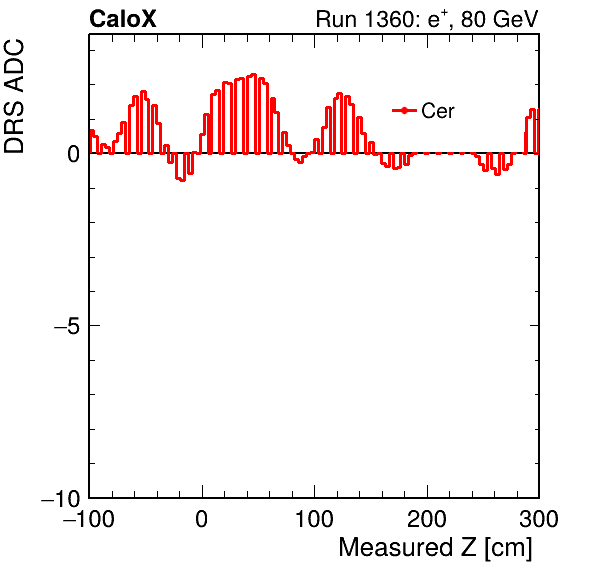 CaloX
Run 1360: e+, 80 GeV
DRS ADC
Cer
0
−5
−10
−100 0 100 200 300
Measured Z [cm]